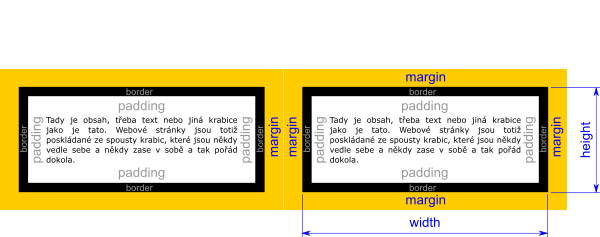 border
padding
padding
Tady je obsah, třeba text nebo jiná krabice
jako je tato. Webové stránky jsou totiž
poskládané ze spousty krabic, které jsou někdy
vedle sebe a někdy zase v sobě a tak pořád
dokola.
padding
border
border
padding
border
margin
margin
margin
border
border
padding
padding
Tady je obsah, třeba text nebo jiná krabice
jako je tato. Webové stránky jsou totiž
poskládané ze spousty krabic, které jsou někdy
vedle sebe a někdy zase v sobě a tak pořád
dokola.
padding
border
margin
height
padding
border
margin
width